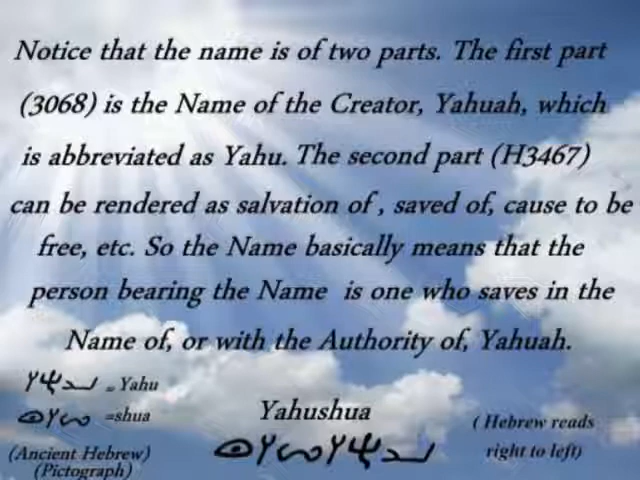 Notice that the name is of two parts. The first part
(3068) is the Name of the Creator, Yahuah, which
is abbreviated as Yahu. The second part (H3467)
can be rendered as salvation of , saved of, cause to be
free, etc. So the Name basically means that the
person bearing the Name is one who saves in the
Name of, or with the Authority of, Yahuah.
= Yahu
=shua
(Ancient Hebrew)
(Pictograph)
Yahushua
( Hebrew reads
right to left)